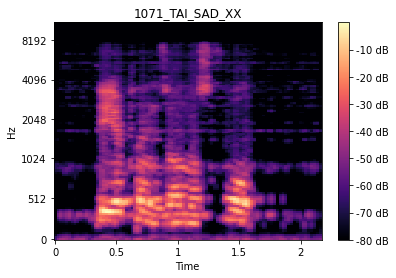 1071_TAI_SAD_XX
8192
4096
2048
1024
512
0
Hz
0
0.5
1
1.5
2
Time
-10 dB
-20 dB
-30 dB
-40 dB
-50 dB
-60 dB
-70 dB
-80 dB